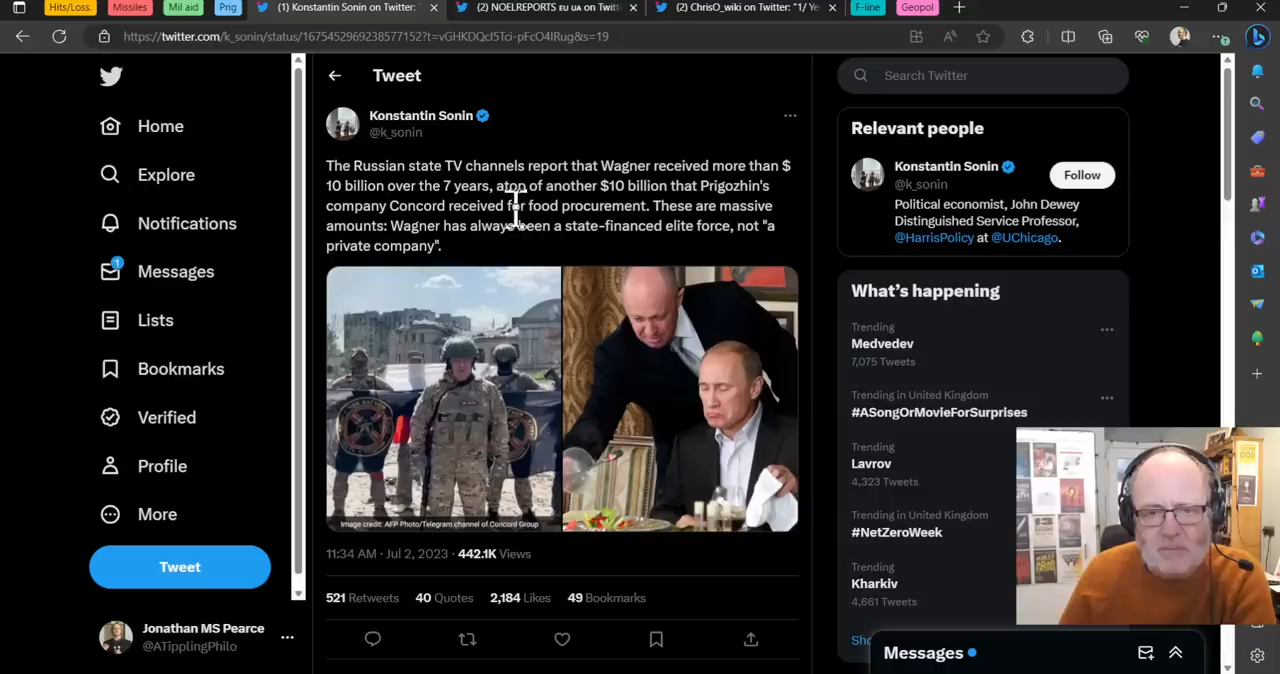 Hits/Loss.
Missiles
Mil aid
Prig
(1) Konstantin Sonin on Twitter:
(2) NOELREPORTS EU UA on Twitt
(2) ChrisO_wiki on Twitter: "1/ Ye
F-line
Geopol
https://twitter.com/k_sonin/status/1675452969238577152?t=vGHKDQcI5Tci-pFcO4lRug&s=19
Home
Explore
Notifications
1
Messages
Lists
Bookmarks
Verified
Profile
More
Tweet
Jonathan MS Pearce
@ATipplingPhilo
Tweet
Konstantin Sonin
@k_sonin
The Russian state TV channels report that Wagner received more than $
10 billion over the 7 years, atop of another $10 billion that Prigozhin's
company Concord received for food procurement. These are massive
amounts: Wagner has always been a state-financed elite force, not "a
private company".
Image credit: AFP Photo/Telegram channel of Concord Group
11:34 AM · Jul 2, 2023 · 442.1K Views
521 Retweets 40 Quotes 2,184 Likes 49 Bookmarks
Search Twitter
Relevant people
Konstantin Sonin
@k_sonin
Follow
Political economist, John Dewey
Distinguished Service Professor,
@HarrisPolicy at @UChicago.
What's happening
Trending
Medvedev
7,075 Tweets
Trending in United Kingdom
#ASongOrMovieForSurprises
Trending
Lavrov
4,323 Tweets
Trending in United Kingdom
#NetZeroWeek
Trending
Kharkiv
4,661 Tweets
Messages